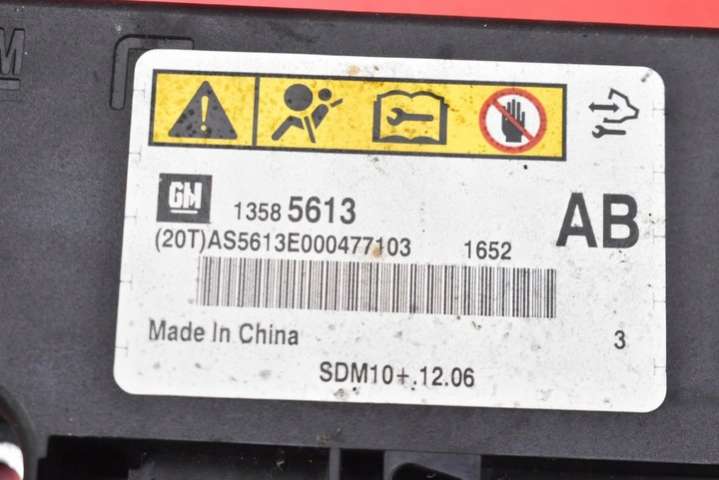 GM
1358 5613
AB
(20T)AS5613E000477103 1652
Made In China
3
SDM10+.12.06